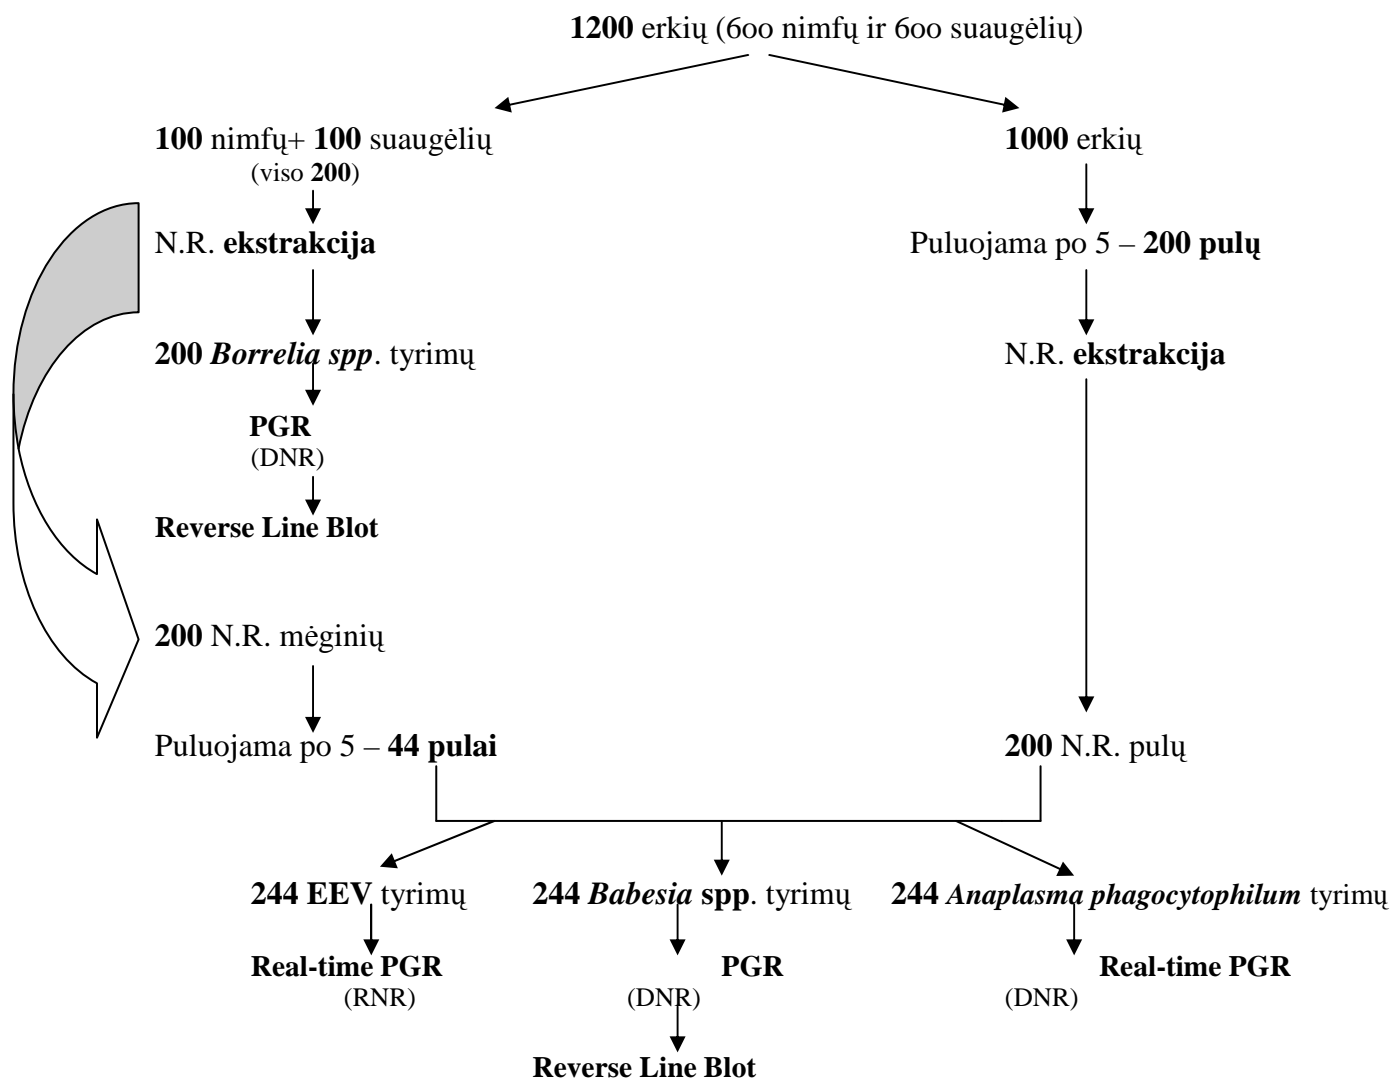 1200 erkių (6oo nimfų ir 6oo suaugėlių)
100 nimfų+ 100 suaugėlių
(viso 200)
1000 erkių
N.R. ekstrakcija
Puluojama po 5 – 200 pulų
200 Borrelia spp. tyrimų
N.R. ekstrakcija
PGR
(DNR)
Reverse Line Blot
200 N.R. mėginių
Puluojama po 5 – 44 pulai
200 N.R. pulų
244 EEV tyrimų
244 Babesia spp. tyrimų
244 Anaplasma phagocytophilum tyrimų
Real-time PGR
(RNR)
PGR
(DNR)
Real-time PGR
(DNR)
Reverse Line Blot